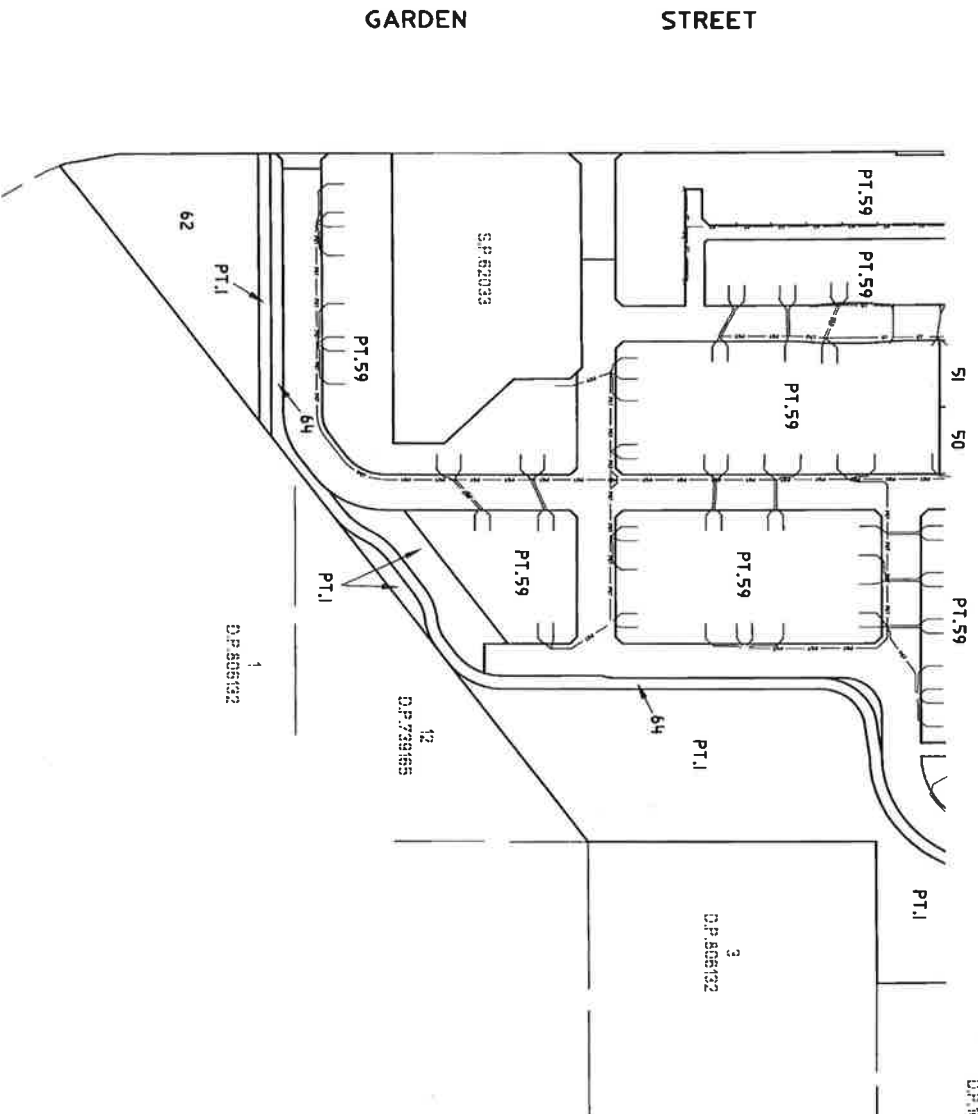 GARDEN STREET
PT.59
PT.59
S.P.62033
62
PT.1
PT.59
64
PT.59
51
50
PT.59
PT.59
PT.59
PT.1
1
D.P.806132
12
D.P.739165
64
PT.1
PT.1
3
D.P.806132